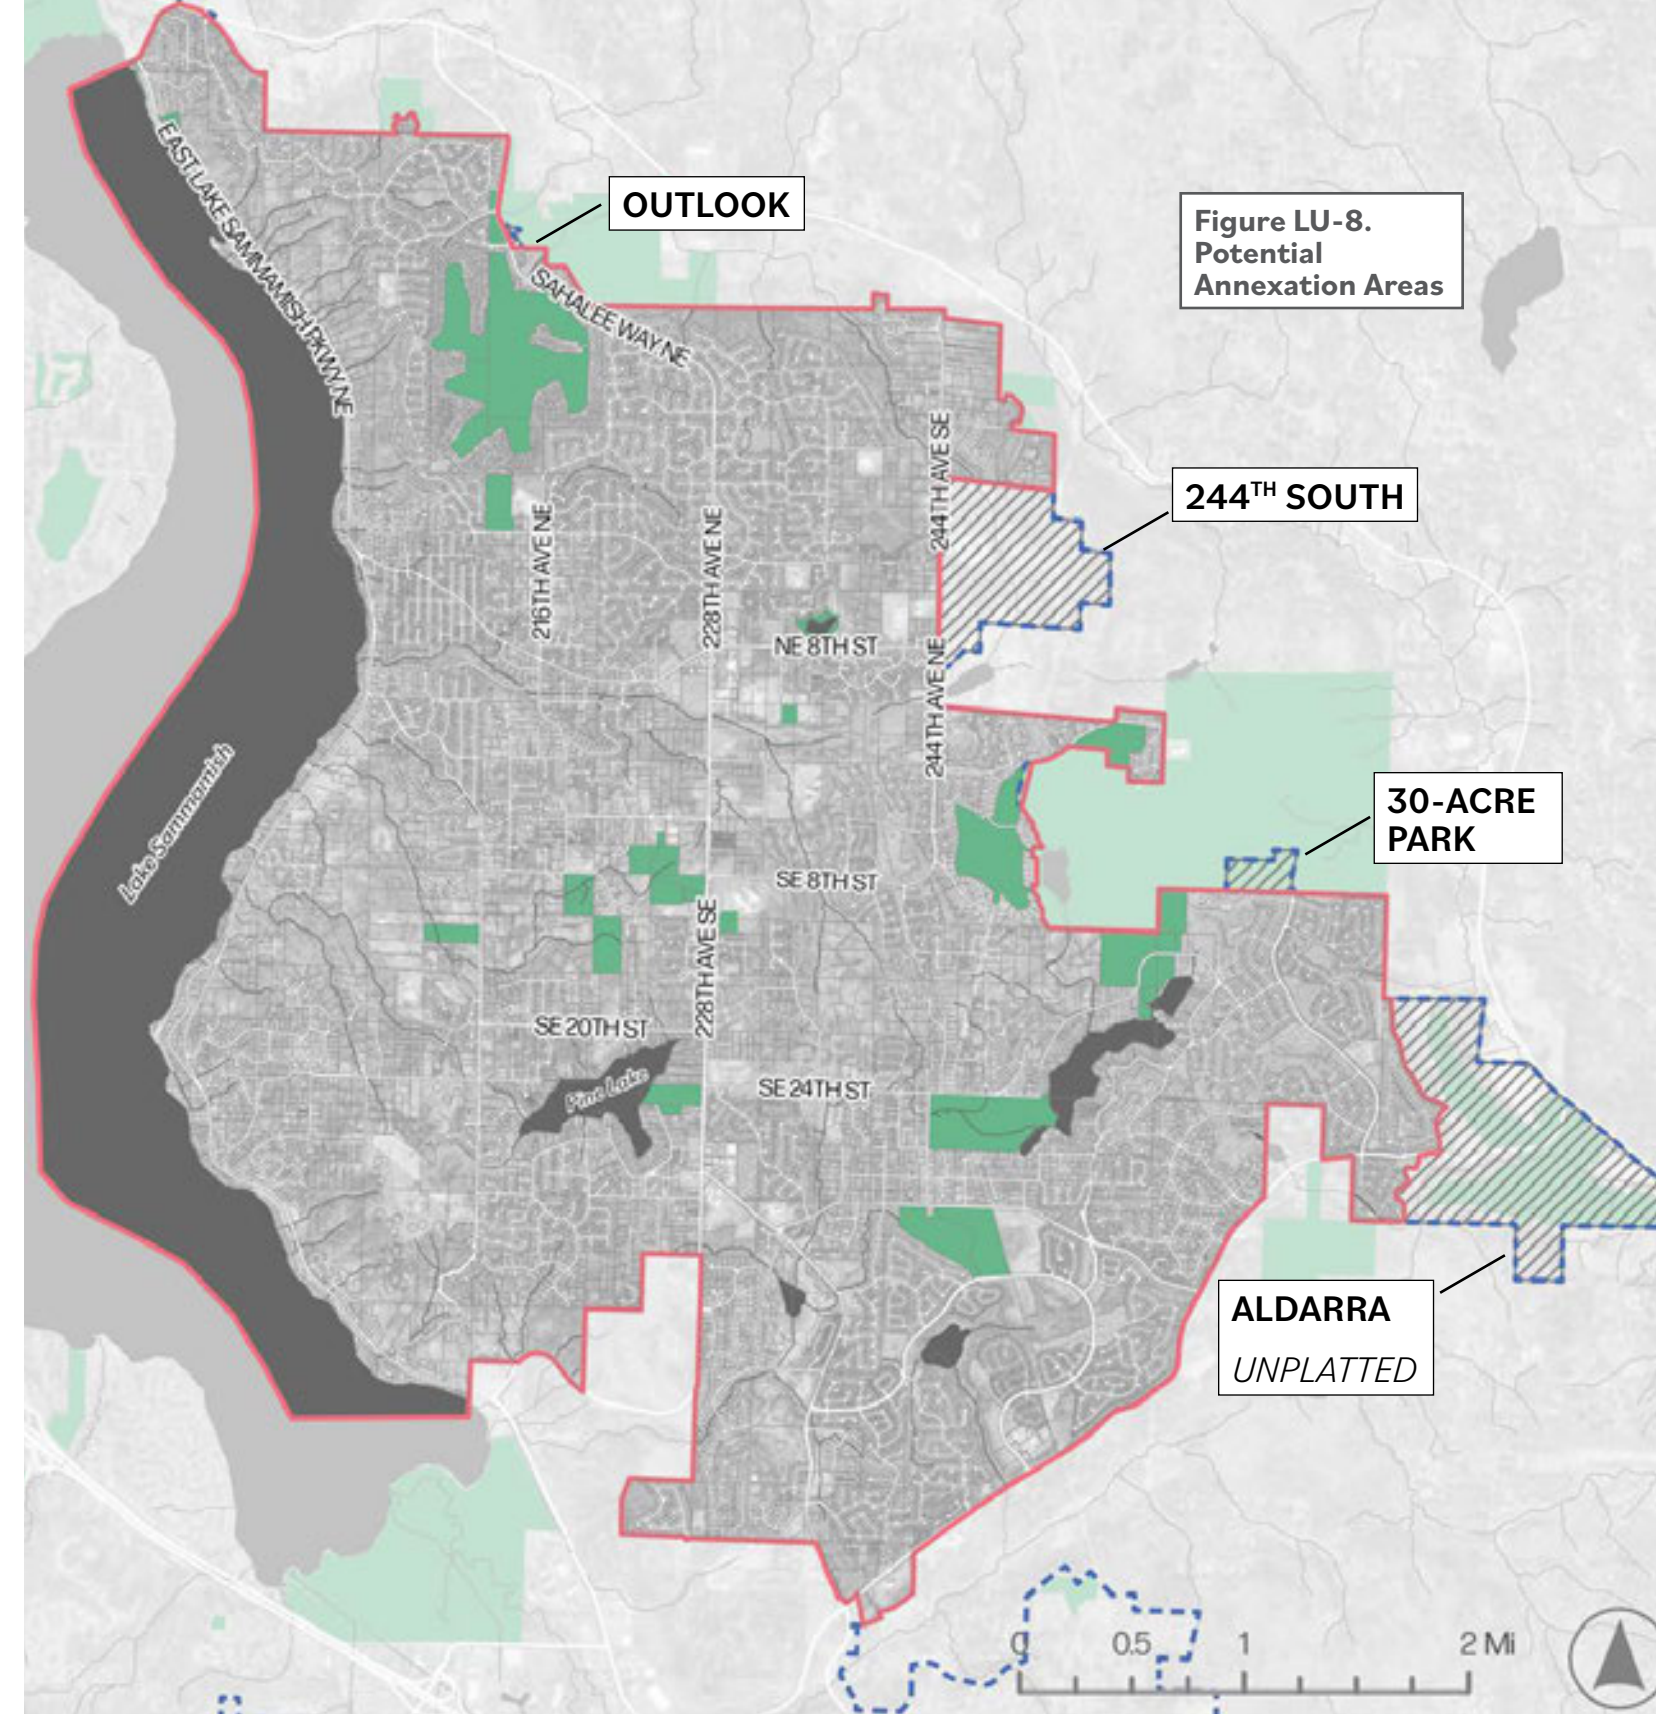 OUTLOOK
Figure LU-8.
Potential
Annexation Areas
EAST LAKE SAMMAMISH PKWY NE
SAHALEE WAY NE
244TH AVE SE
244TH SOUTH
216TH AVE NE
228TH AVE NE
NE 8TH ST
244TH AVE NE
Lake Sammamish
30-ACRE
PARK
SE 8TH ST
228TH AVE SE
SE 20TH ST
Pine Lake
SE 24TH ST
ALDARRA
UNPLATTED
0 0.5 1 2 Mi